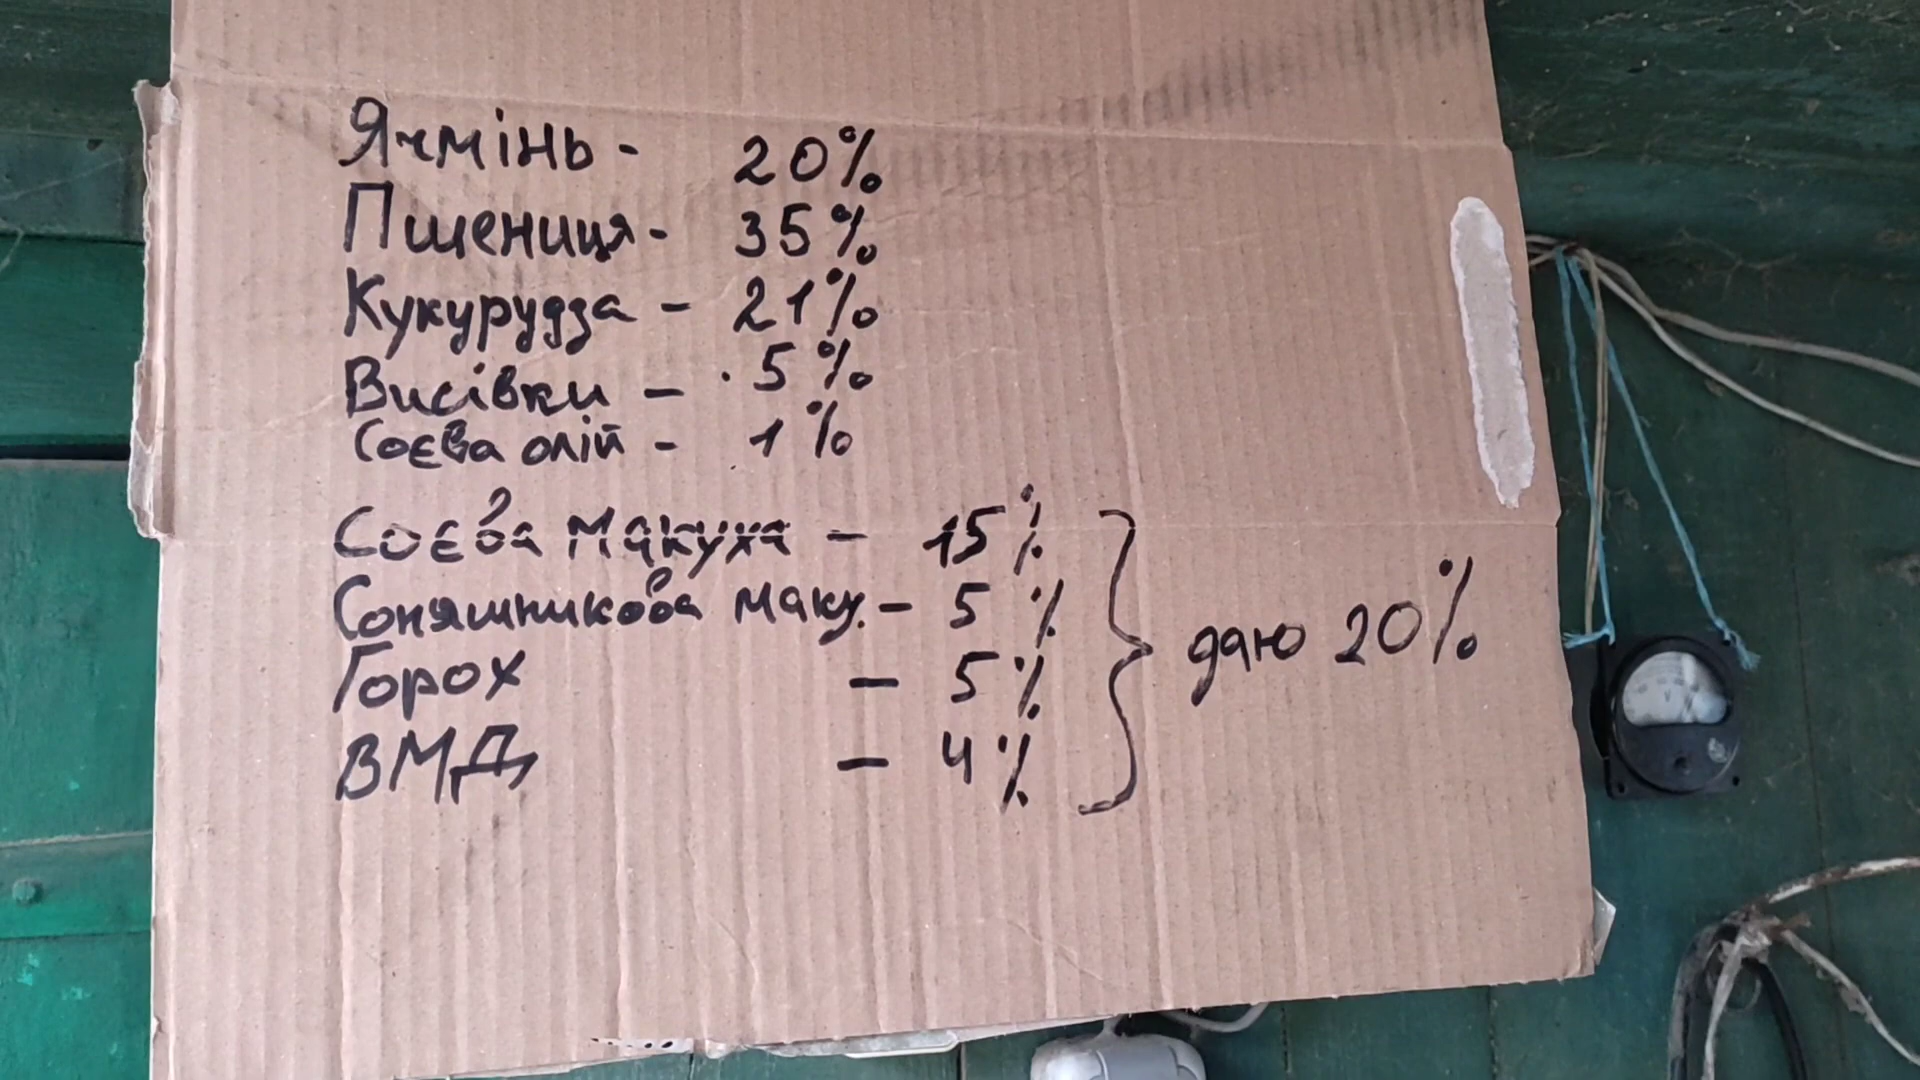 Ячмінь - 20%
Пшениця - 35%
Кукурудза - 21%
Висівки - 5%
Соєва олій - 1%
Соєва макуха - 15%
Соняшникова маку. - 5%
Горох - 5%
ВМД - 4%
даю 20%